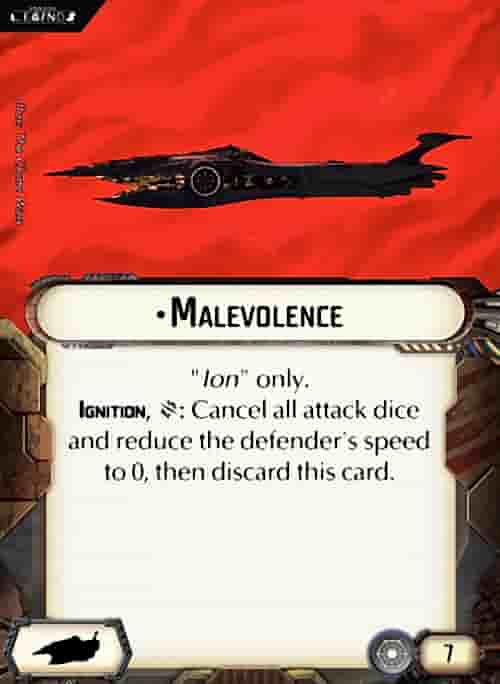 •MALEVOLENCE
"Ion" only.
IGNITION, : Cancel all attack dice
and reduce the defender's speed
to 0, then discard this card.
7